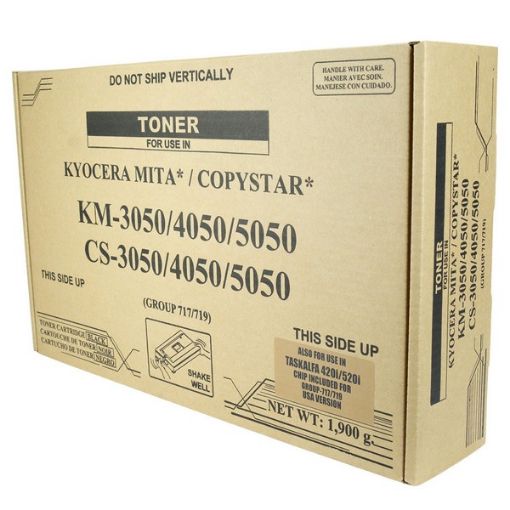 DO NOT SHIP VERTICALLY
HANDLE WITH CARE.
MANIER AVEC SOIN.
MANEJESE CON CUIDADO.
TONER
FOR USE IN
KYOCERA MITA* / COPYSTAR*
KM-3050/4050/5050
CS-3050/4050/5050
(GROUP 717/719)
THIS SIDE UP
TONER CARTRIDGE BLACK
CARTOUCHE DE TONER NOIR
CARTUCHO DE TONER NEGRO
SHAKE
WELL
THIS SIDE UP
ALSO FOR USE IN
TASKALFA 420i/520i
CHIP INCLUDED FOR
GROUP-717/719
USA VERSION
NET WT: 1,900 g.
TONER
FOR USE IN
KYOCERA MITA* / COPYSTAR*
KM-3050/4050/5050
CS-3050/4050/5050
(GROUP 717/719)